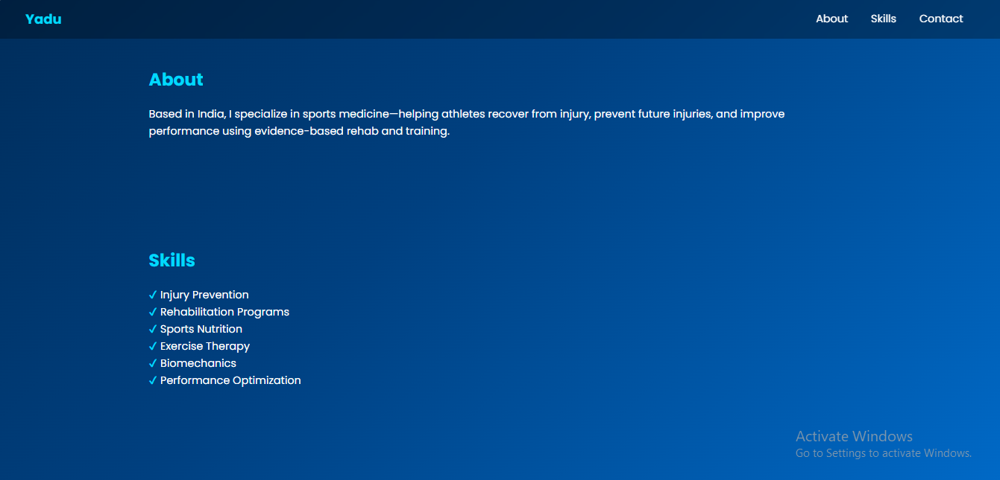 Yadu
About
Skills
Contact
About
Based in India, I specialize in sports medicine—helping athletes recover from injury, prevent future injuries, and improve
performance using evidence-based rehab and training.
Skills
✓ Injury Prevention
✓ Rehabilitation Programs
✓ Sports Nutrition
✓ Exercise Therapy
✓ Biomechanics
✓ Performance Optimization
Activate Windows
Go to Settings to activate Windows.